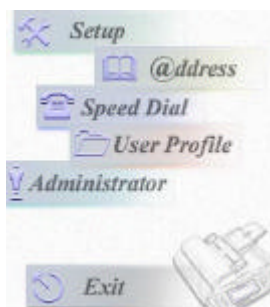 Setup
@ddress
Speed Dial
User Profile
Administrator
Exit